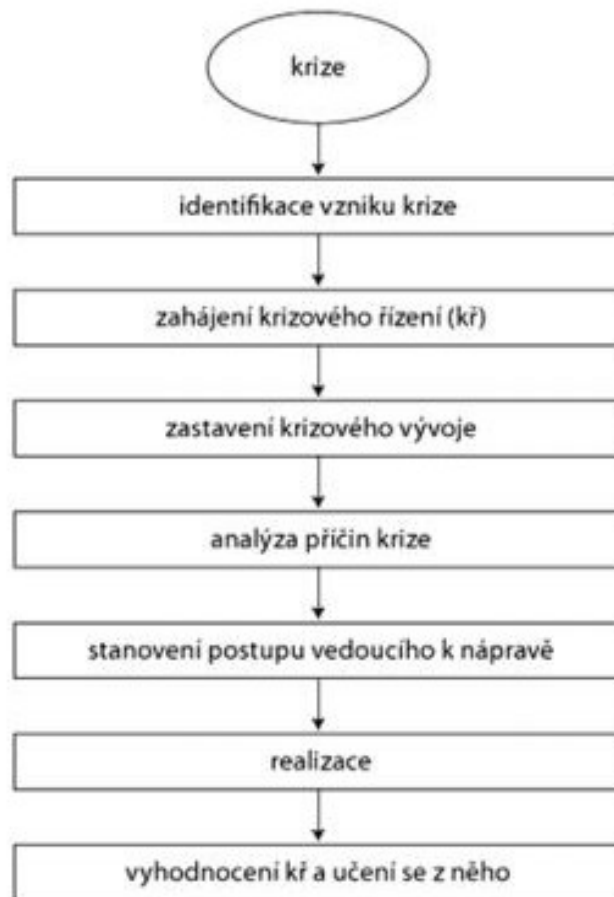 krize
identifikace vzniku krize
zahájení krizového řízení (kř)
zastavení krizového vývoje
analýza příčin krize
stanovení postupu vedoucího k nápravě
realizace
vyhodnocení kř a učení se z něho